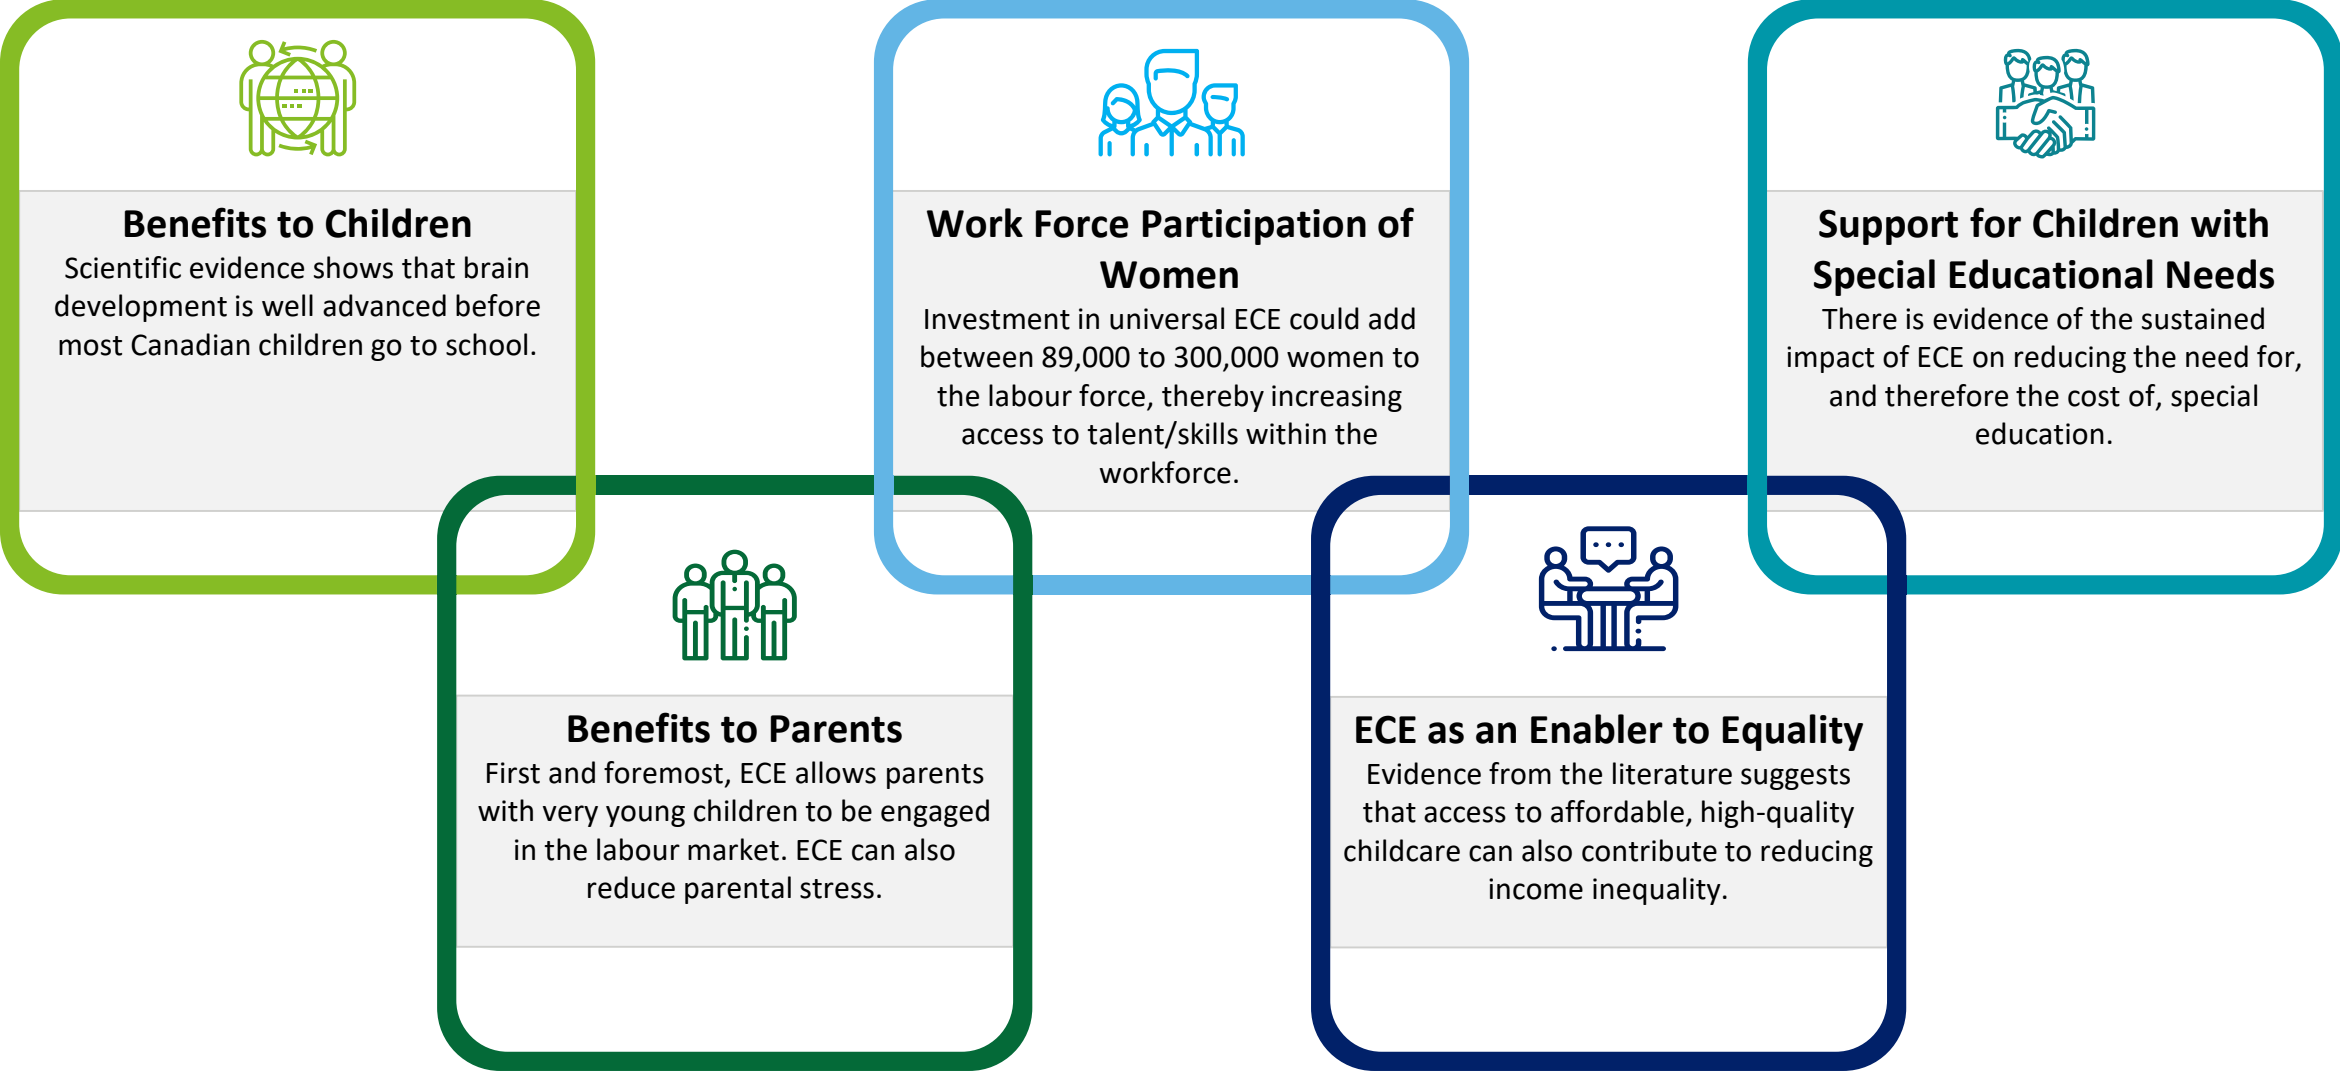 Benefits to Children
Scientific evidence shows that brain
development is well advanced before
most Canadian children go to school.
Benefits to Parents
First and foremost, ECE allows parents
with very young children to be engaged
in the labour market. ECE can also
reduce parental stress.
Work Force Participation of
Women
Investment in universal ECE could add
between 89,000 to 300,000 women to
the labour force, thereby increasing
access to talent/skills within the
workforce.
ECE as an Enabler to Equality
Evidence from the literature suggests
that access to affordable, high-quality
childcare can also contribute to reducing
income inequality.
Support for Children with
Special Educational Needs
There is evidence of the sustained
impact of ECE on reducing the need for,
and therefore the cost of, special
education.